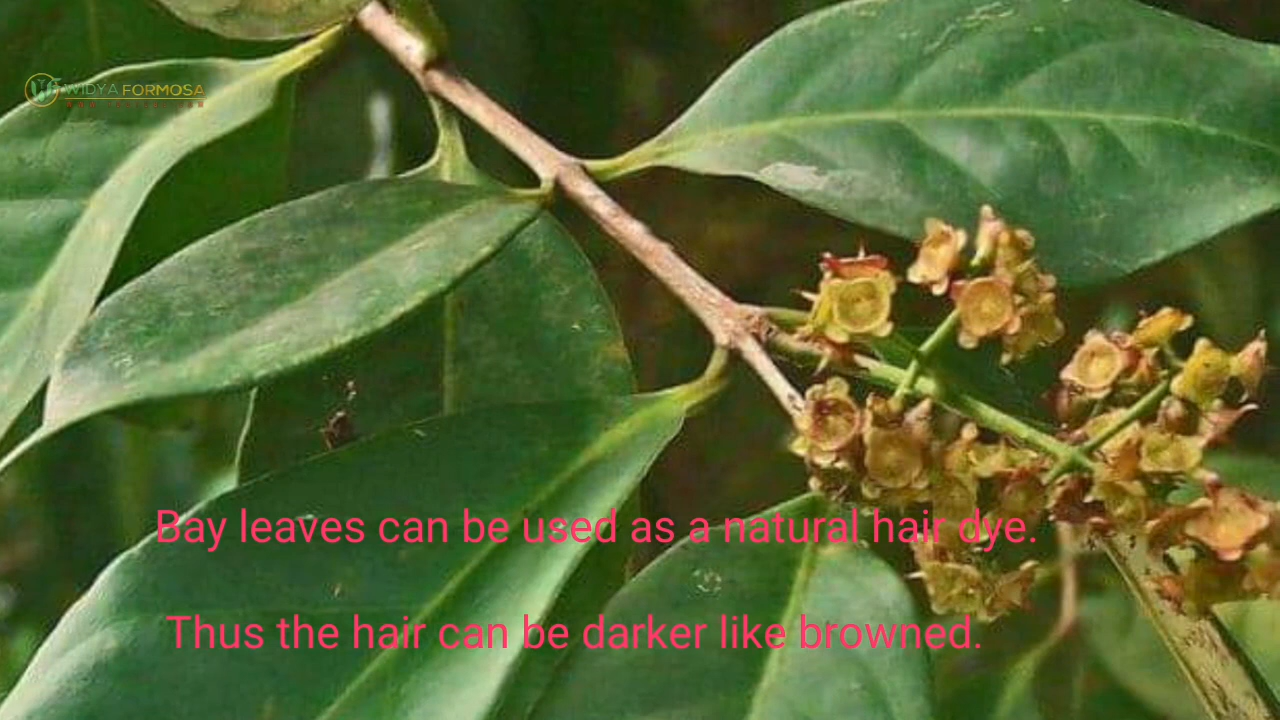 WIDYA FORMOSA
Bay leaves can be used as a natural hair dye.
Thus the hair can be darker like browned.